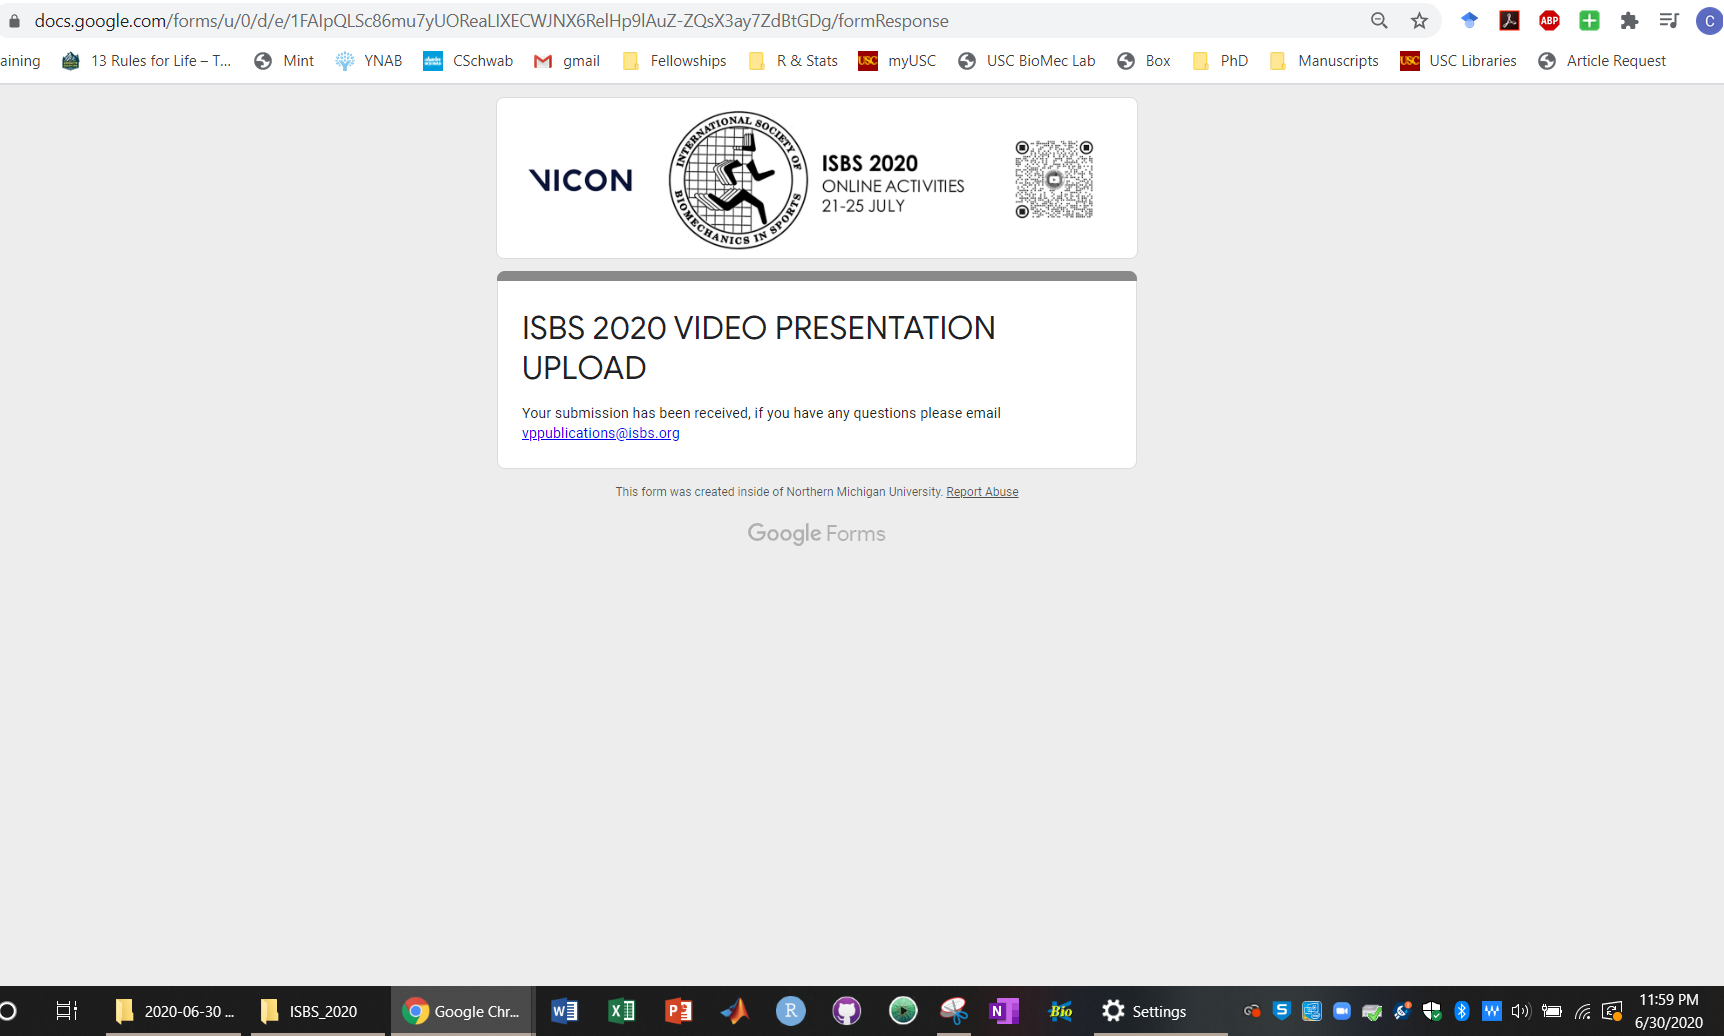 docs.google.com/forms/u/0/d/e/1FAIpQLSc86mu7yUOReaLIXECWJNX6RelHp9lAuZ-ZQsX3ay7ZdBtGDg/formResponse
ABP
C
aining 13 Rules for Life – T... Mint YNAB CSchwab gmail Fellowships R & Stats USC myUSC USC BioMec Lab Box PhD Manuscripts USC USC Libraries Article Request
VICON
INTERNATIONAL SOCIETY OF
BIOMECHANICS IN SPORTS
ISBS 2020
ONLINE ACTIVITIES
21-25 JULY
ISBS 2020 VIDEO PRESENTATION
UPLOAD
Your submission has been received, if you have any questions please email
vppublications@isbs.org
This form was created inside of Northern Michigan University. Report Abuse
Google Forms
2020-06-30 ... ISBS_2020 Google Chr... R N Bio Settings
11:59 PM
6/30/2020